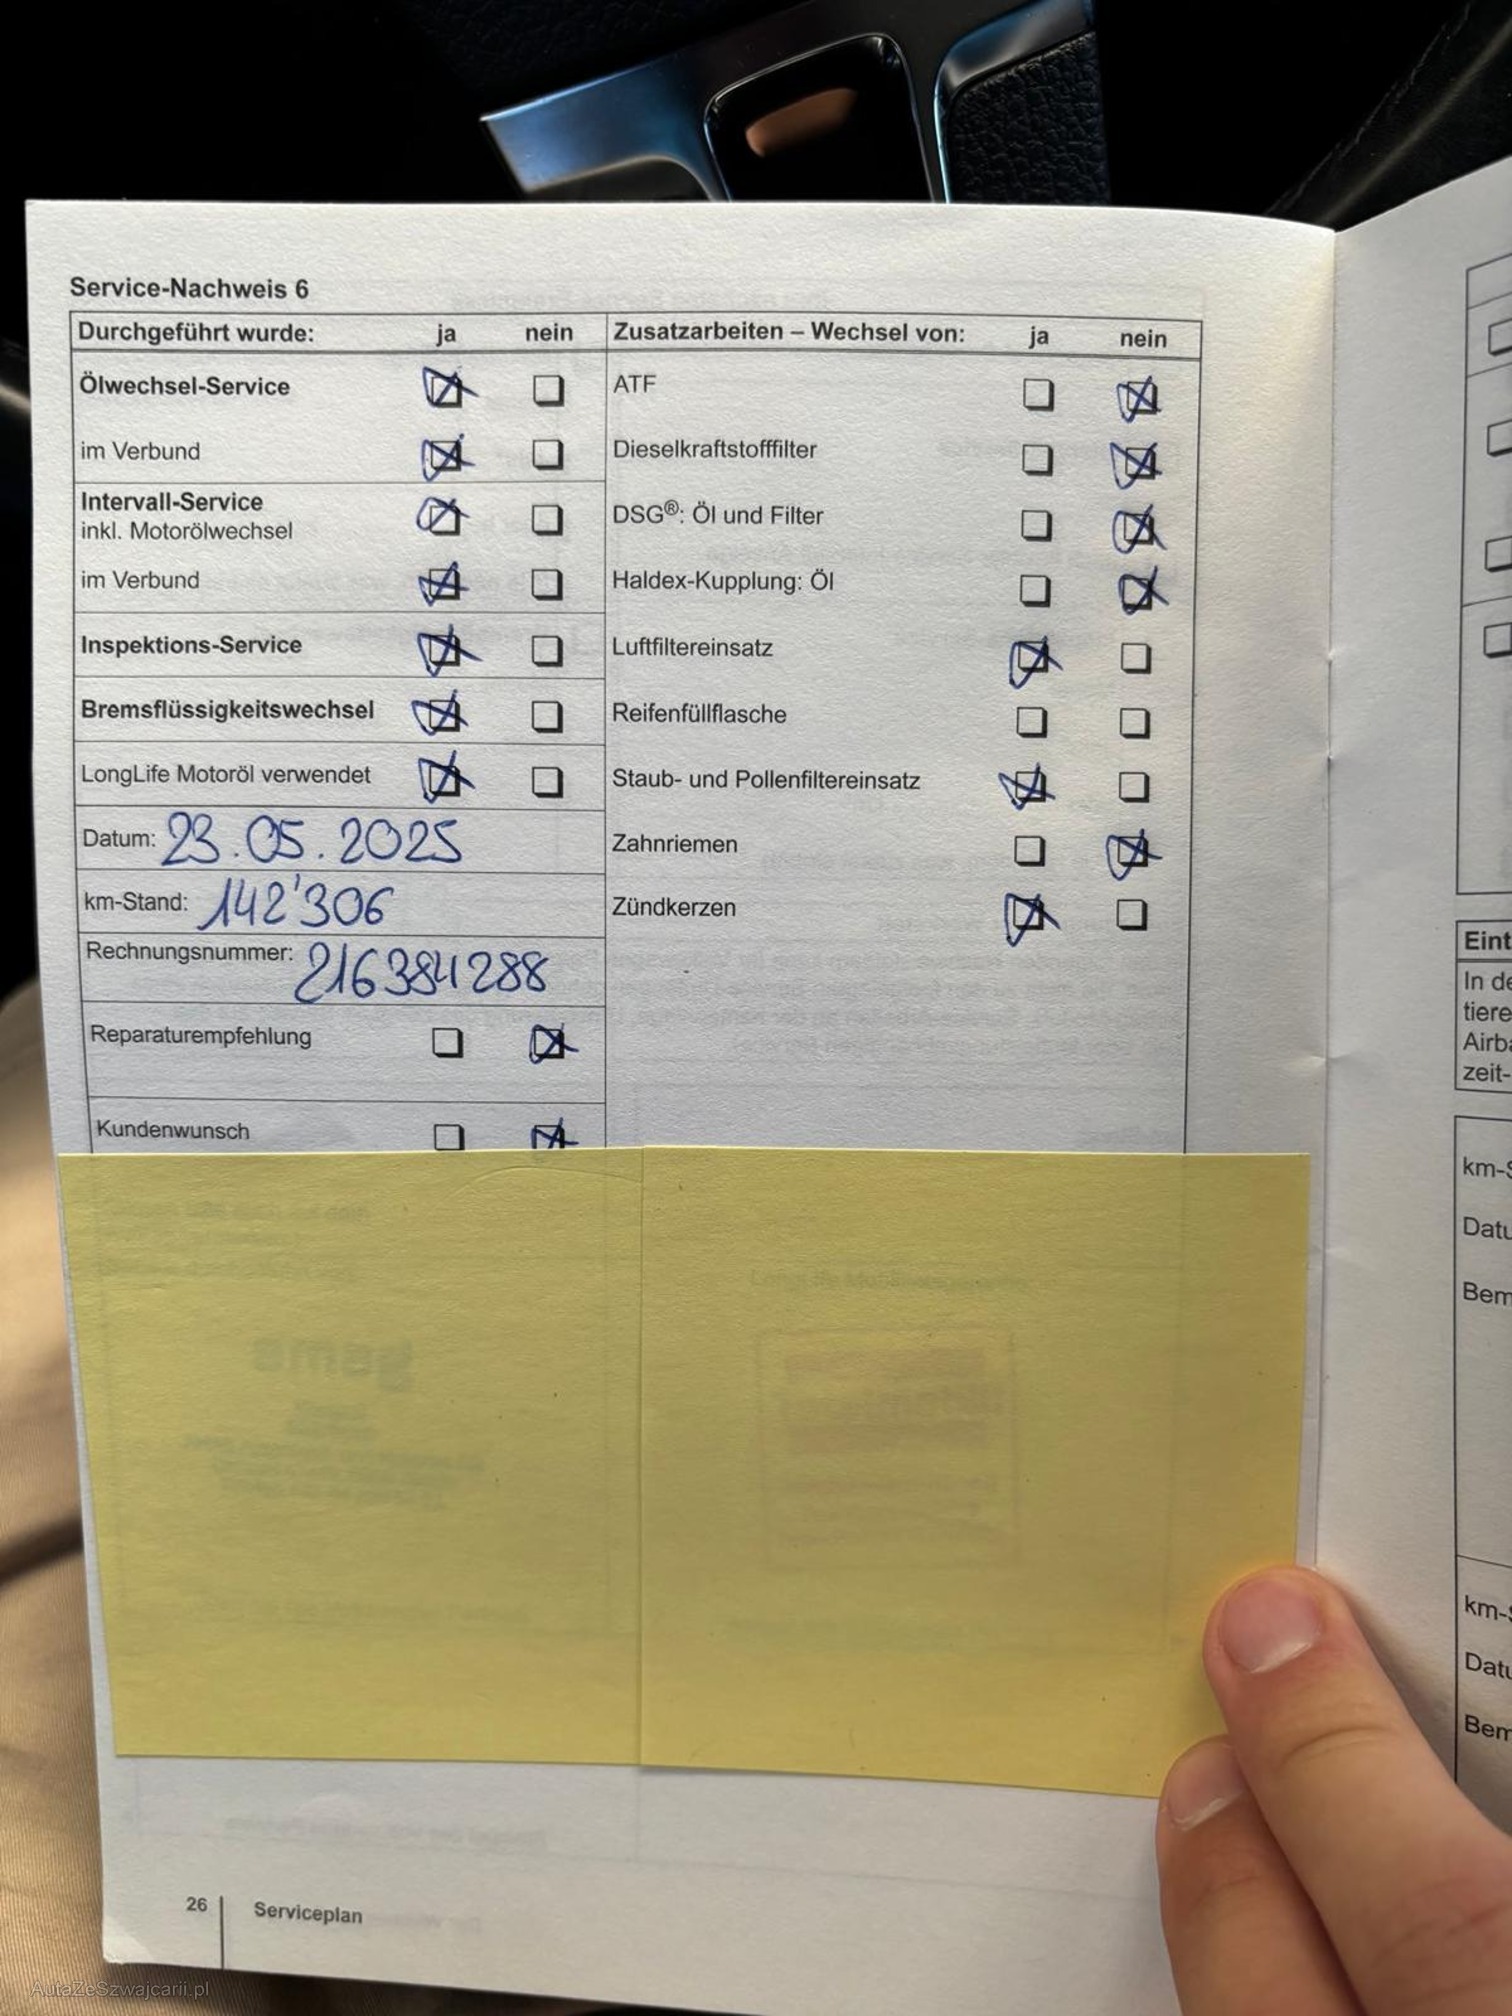 Service-Nachweis 6
Durchgeführt wurde: ja nein
Ölwechsel-Service
im Verbund
Intervall-Service
inkl. Motorölwechsel
im Verbund
Inspektions-Service
Bremsflüssigkeitswechsel
LongLife Motoröl verwendet
Datum: 23.05.2025
km-Stand: 142'306
Rechnungsnummer: 216384288
Reparaturempfehlung
Kundenwunsch
Zusatzarbeiten – Wechsel von: ja nein
ATF
Dieselkraftstofffilter
DSG®: Öl und Filter
Haldex-Kupplung: Öl
Luftfiltereinsatz
Reifenfüllflasche
Staub- und Pollenfiltereinsatz
Zahnriemen
Zündkerzen
26 Serviceplan
In
zeit-
AutaZeSzwajcarii.pl